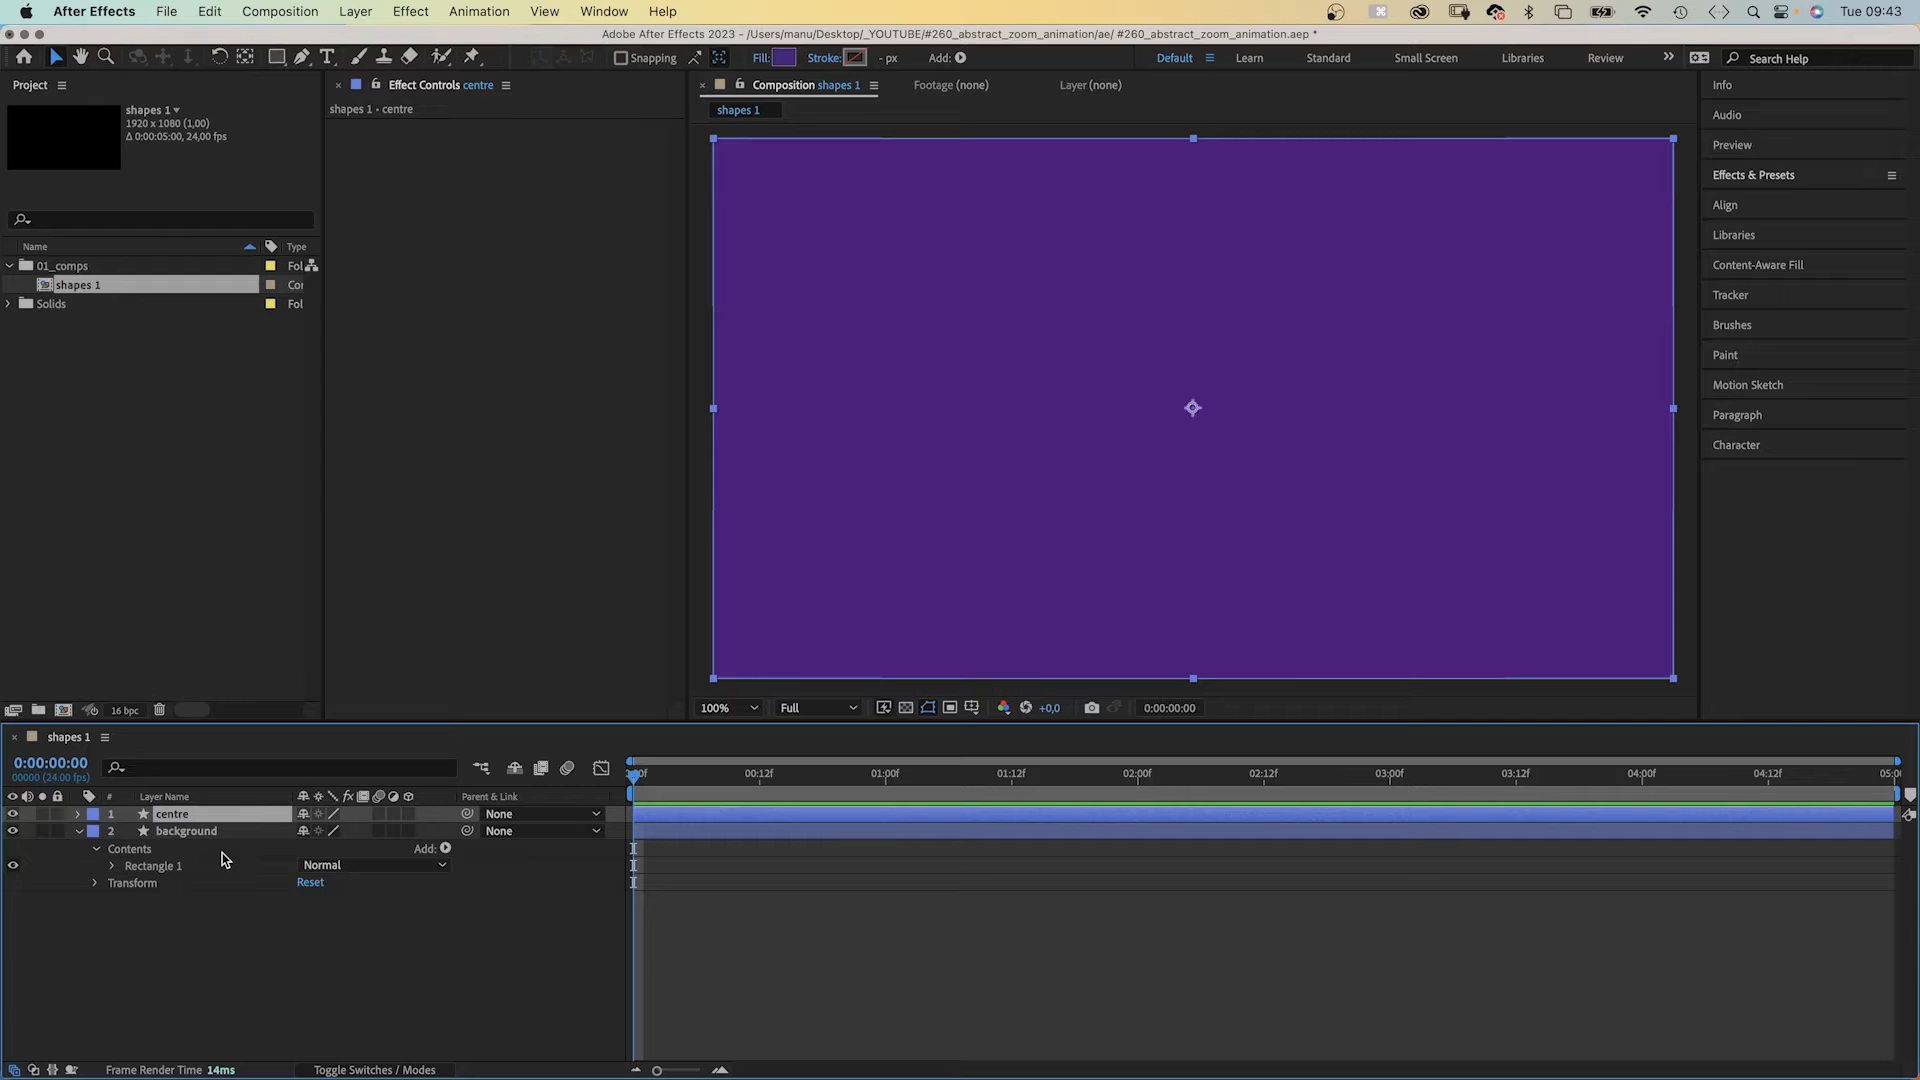 After Effects File Edit Composition Layer Effect Animation View Window Help Tue 09:43
Adobe After Effects 2023 - /Users/manu/Desktop/_YOUTUBE/#260_abstract_zoom_animation/ae/ #260_abstract_zoom_animation.aep *
Snapping Fill: Stroke: - px Add: Default Learn Standard Small Screen Libraries Review Search Help
Project
shapes 1
1920 x 1080 (1,00)
Δ 0:00:05:00, 24,00 fps
Name Type
01_comps Fol
shapes 1 Cor
Solids Fol
16 bpc
Effect Controls centre
shapes 1 • centre
Composition shapes 1 Footage (none) Layer (none)
shapes 1
100% Full +0,0 0:00:00:00
Info
Audio
Preview
Effects & Presets
Align
Libraries
Content-Aware Fill
Tracker
Brushes
Paint
Motion Sketch
Paragraph
Character
shapes 1
0:00:00:00
00000 (24.00 fps)
00f 00:12f 01:00f 01:12f 02:00f 02:12f 03:00f 03:12f 04:00f 04:12f 05:0
# Layer Name fx Parent & Link
1 centre None
2 background None
Contents Add:
Rectangle 1 Normal
Transform Reset
Frame Render Time 14ms Toggle Switches / Modes